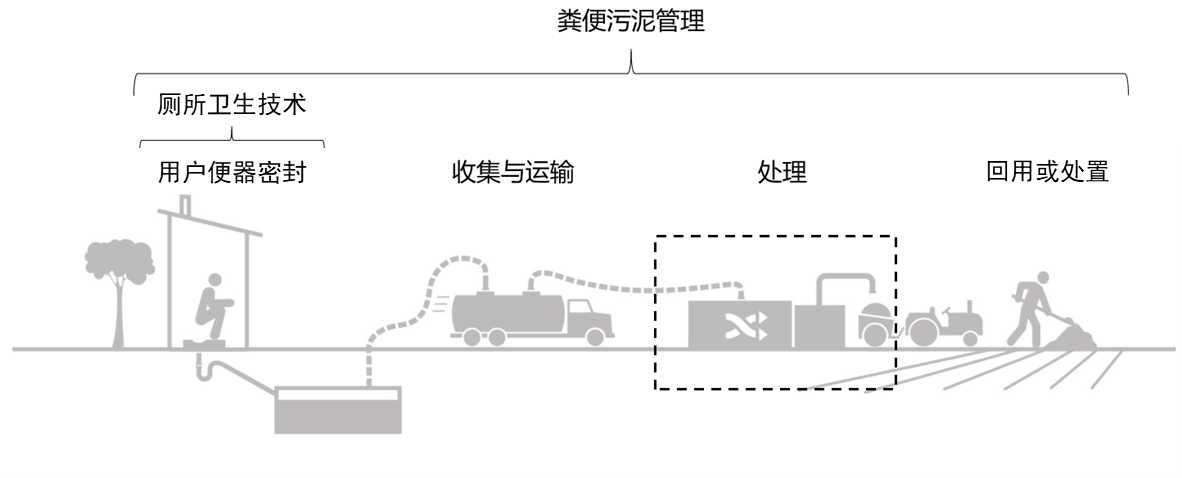 粪便污泥管理
厕所卫生技术
用户便器密封
收集与运输
处理
回用或处置